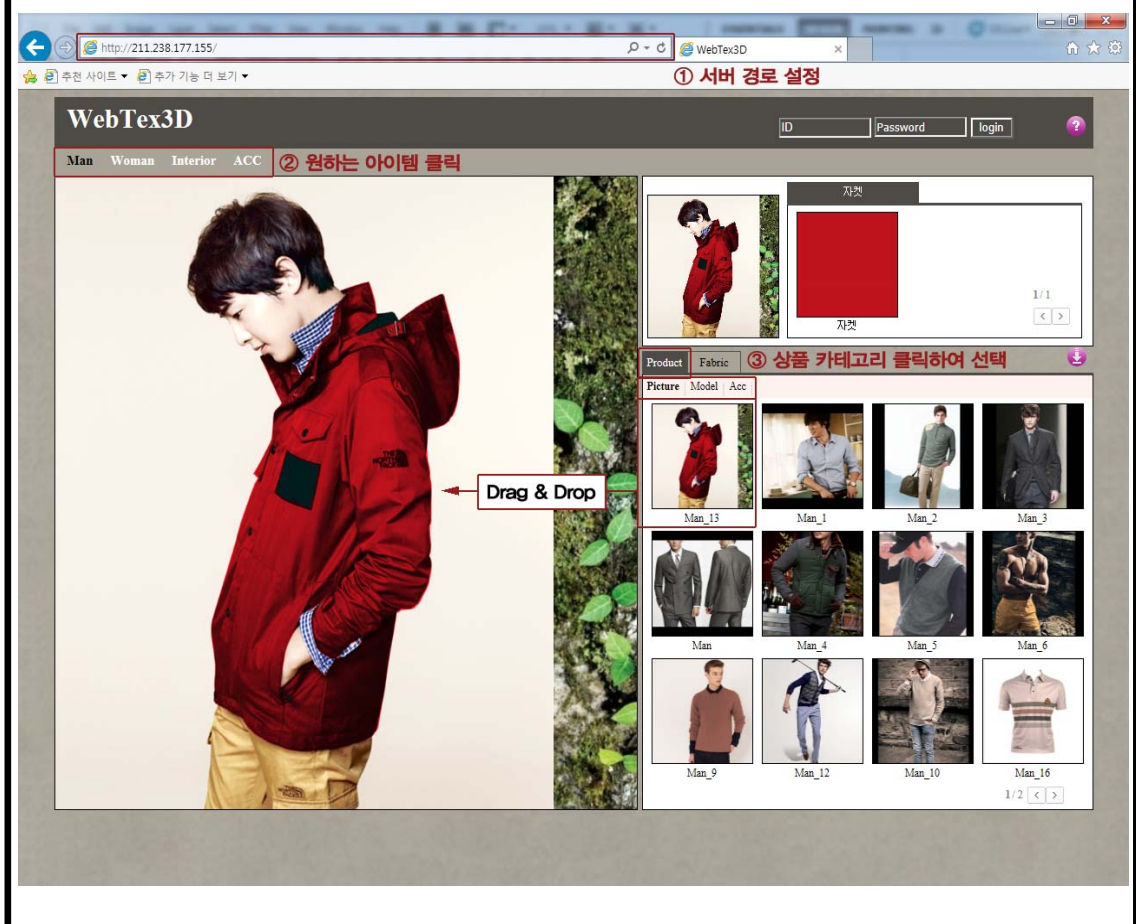 http://211.238.177.155/
WebTex3D
추천 사이트
추가 기능 더 보기
① 서버 경로 설정
WebTex3D
ID
Password
login
?
Man Woman Interior ACC
② 원하는 아이템 클릭
자켓
자켓
1/1
< >
Product Fabric
③ 상품 카테고리 클릭하여 선택
Picture Model Acc
THE NORTH FACE
Drag & Drop
Man_13 Man_1 Man_2 Man_3
Man Man_4 Man_5 Man_6
Man_9 Man_12 Man_10 Man_16
1/2 < >